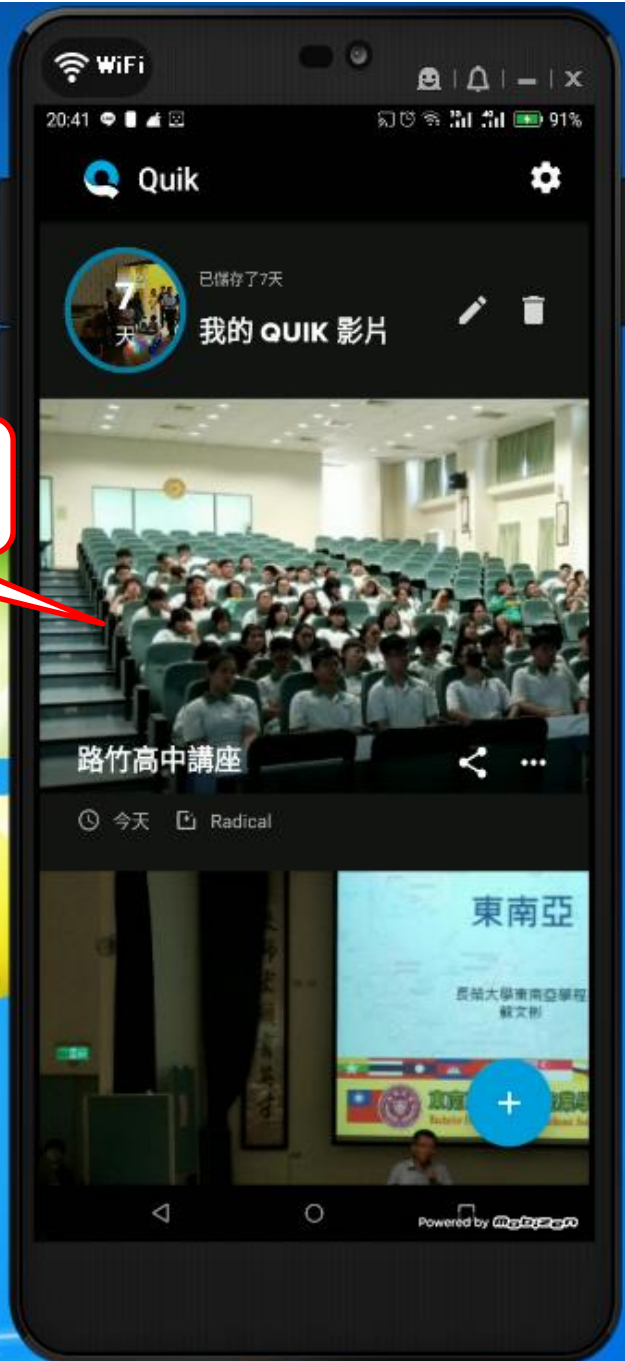 WiFi
20:41
91%
Quik
7
天
已儲存了7天
我的 QUIK 影片
路竹高中講座
今天 Radical
東南亞
長榮大學東南亞學程
Powered by Mobizen